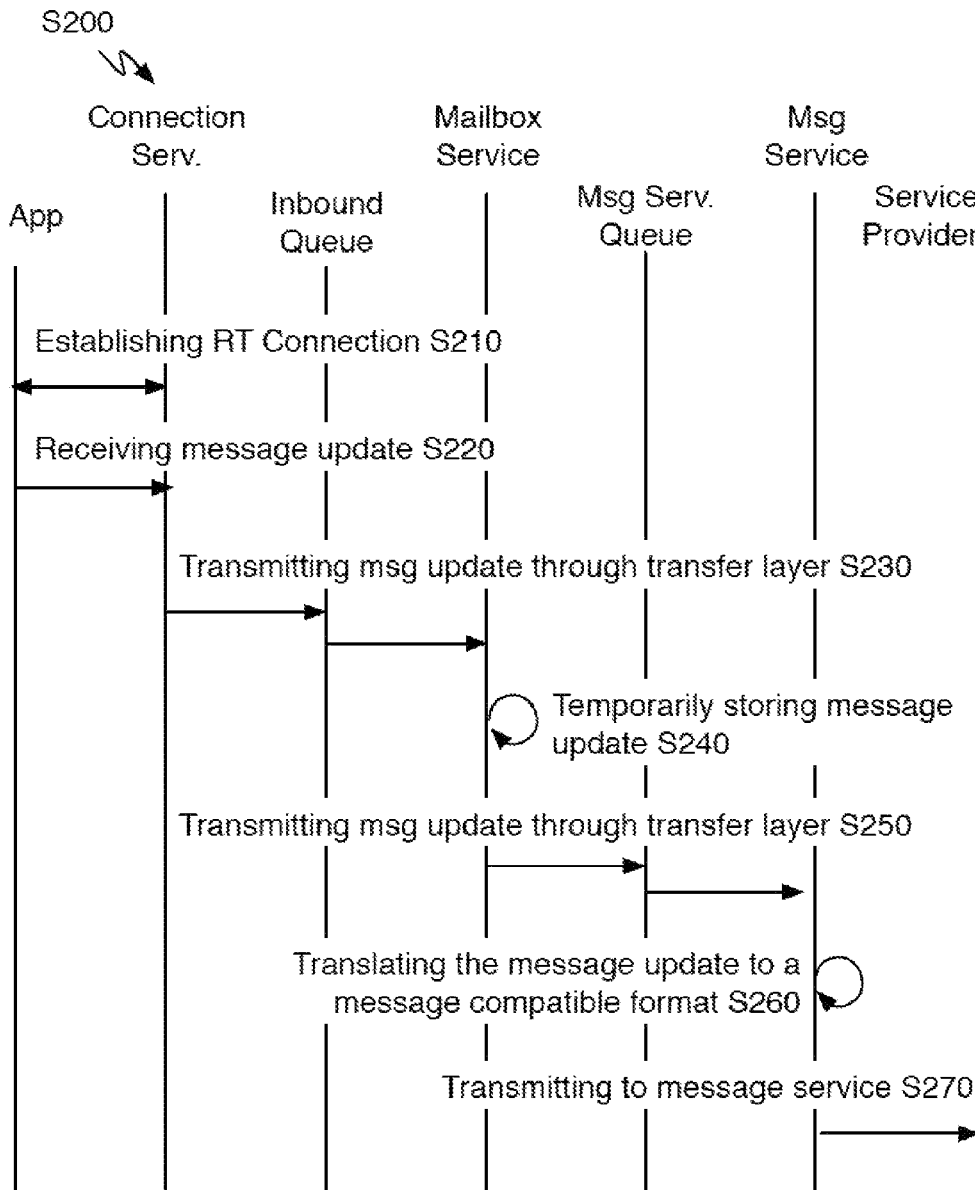 S200
Connection
Serv.
Mailbox
Service
Msg
Service
App
Inbound
Queue
Msg Serv.
Queue
Service
Provider
Establishing RT Connection S210
Receiving message update S220
Transmitting msg update through transfer layer S230
Temporarily storing message
update S240
Transmitting msg update through transfer layer S250
Translating the message update to a
message compatible format S260
Transmitting to message service S270